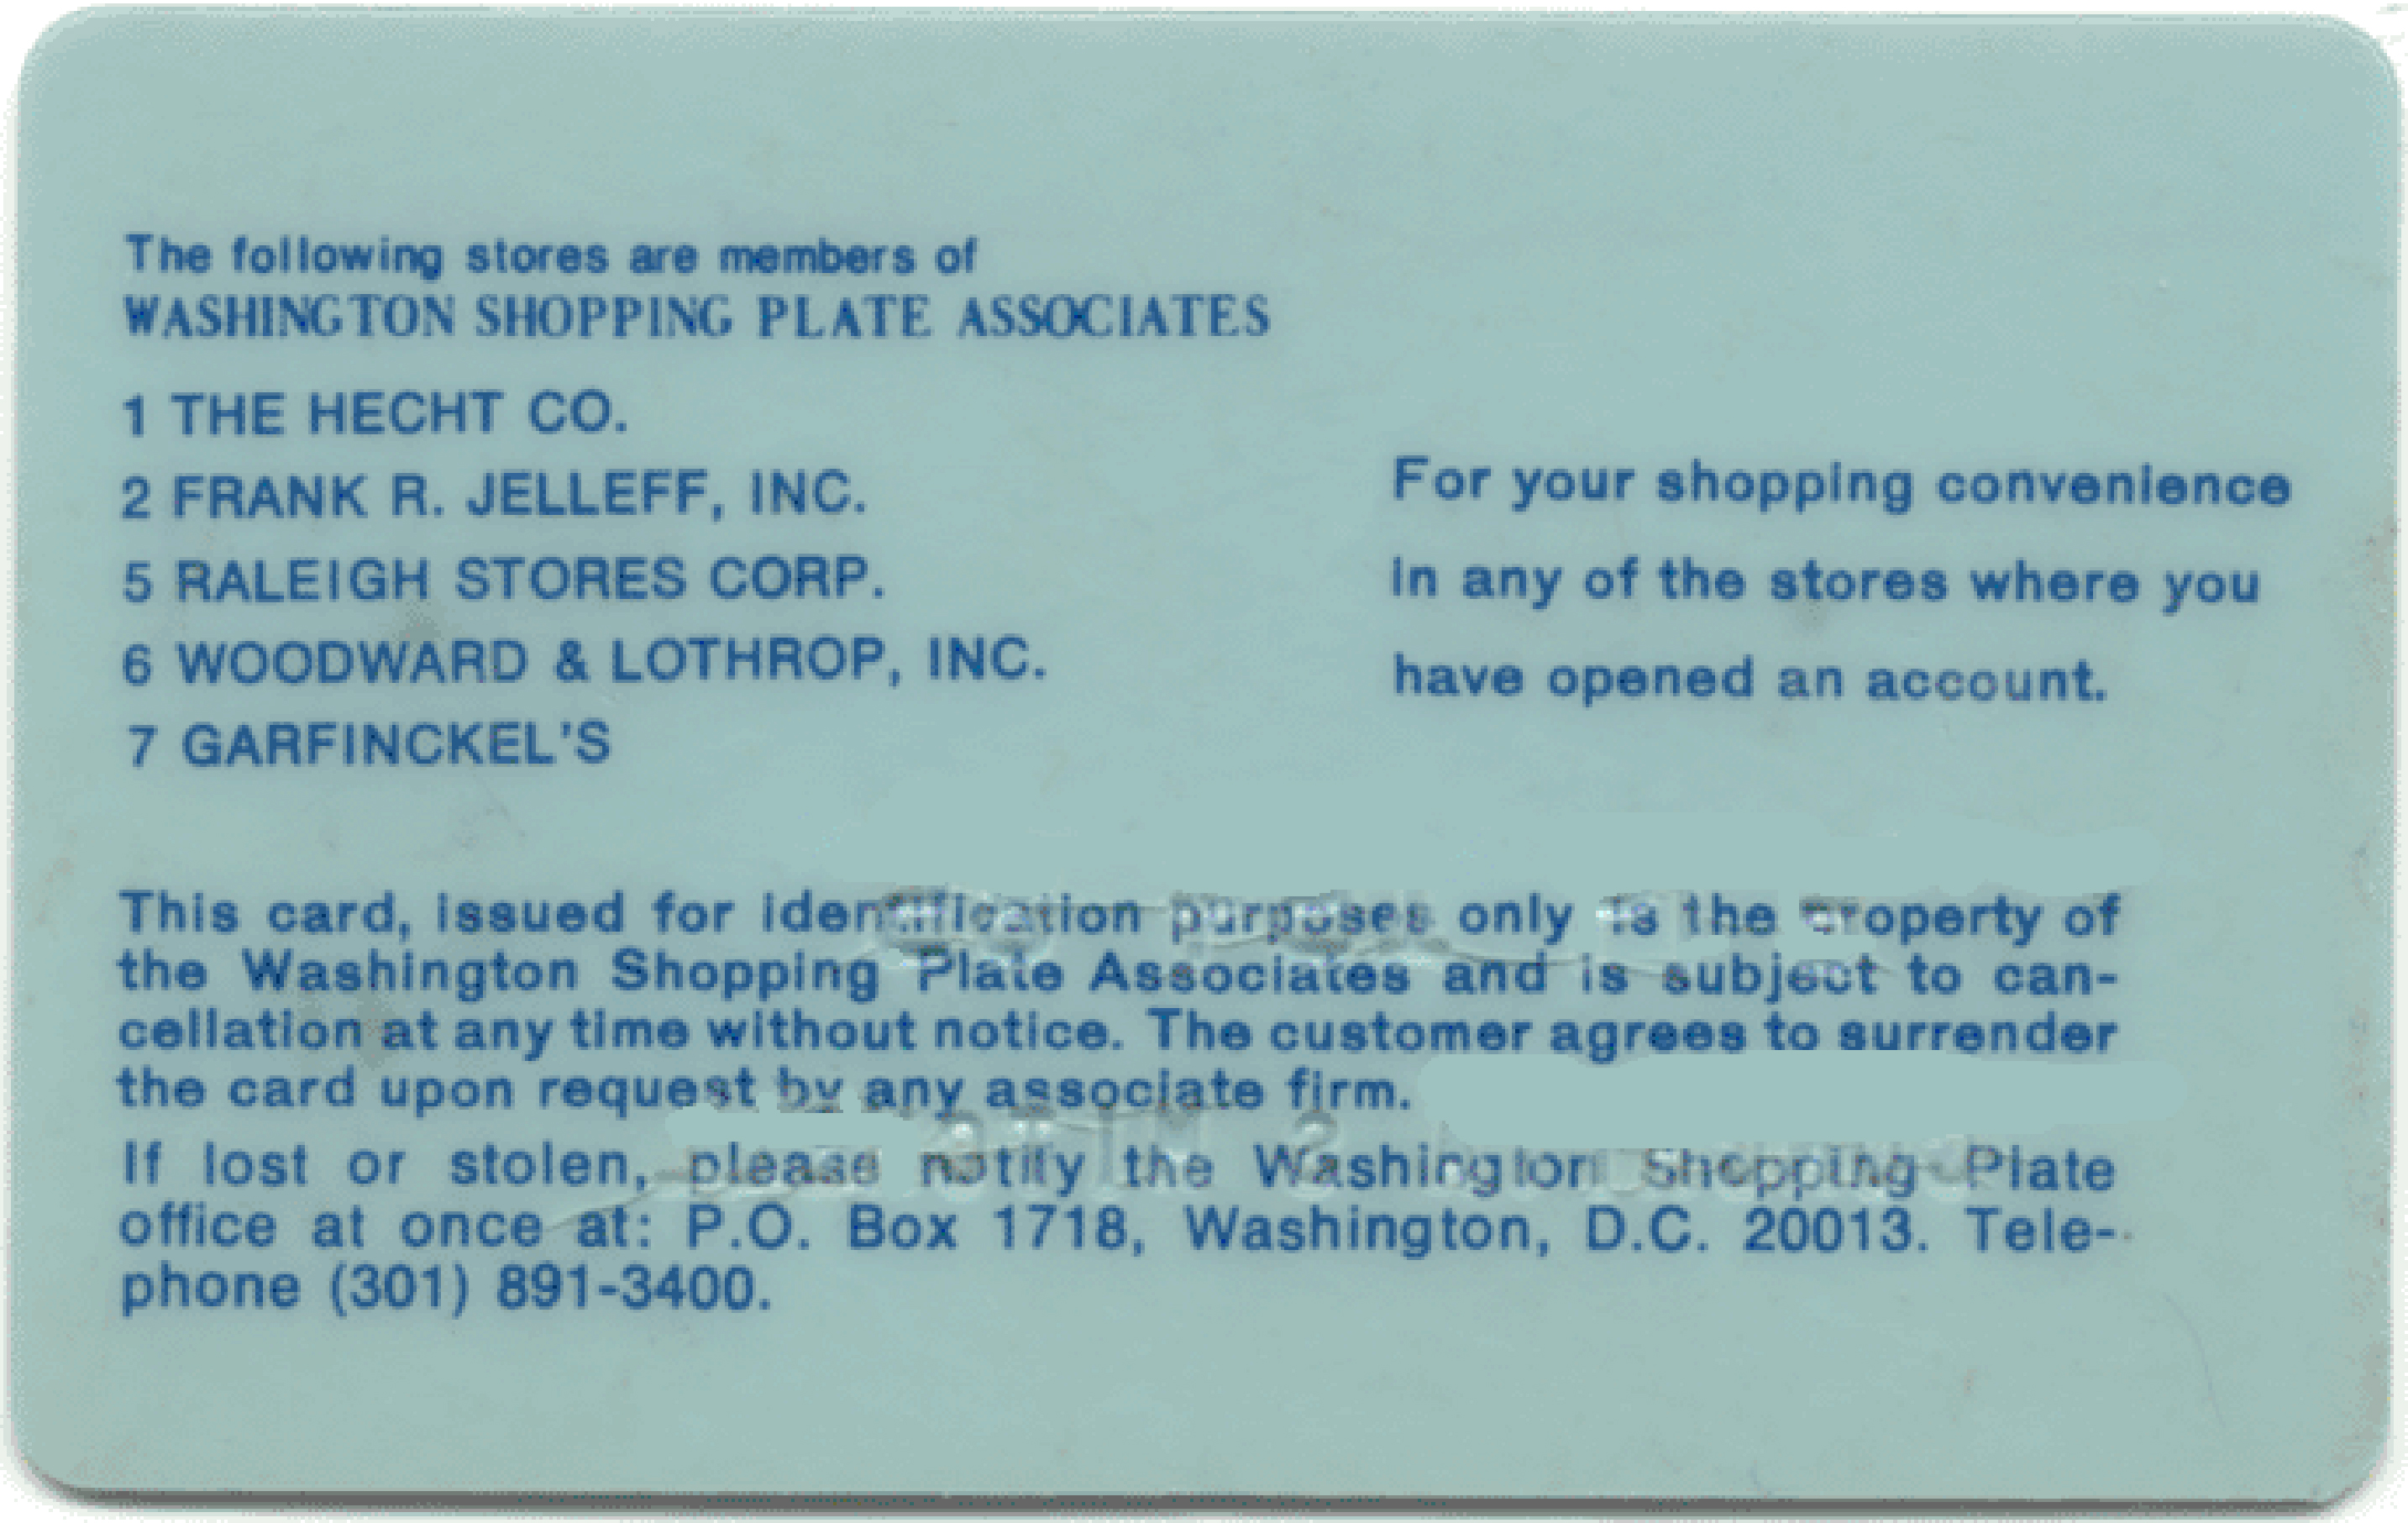 The following stores are members of
WASHINGTON SHOPPING PLATE ASSOCIATES
1 THE HECHT CO.
2 FRANK R. JELLEFF, INC.
5 RALEIGH STORES CORP.
6 WOODWARD & LOTHROP, INC.
7 GARFINCKEL'S
For your shopping convenience
in any of the stores where you
have opened an account.
This card, issued for identification purposes only is the property of
the Washington Shopping Plate Associates and is subject to can-
cellation at any time without notice. The customer agrees to surrender
the card upon request by any associate firm.
If lost or stolen, please notify the Washington Shopping Plate
office at once at: P.O. Box 1718, Washington, D.C. 20013. Tele-
phone (301) 891-3400.